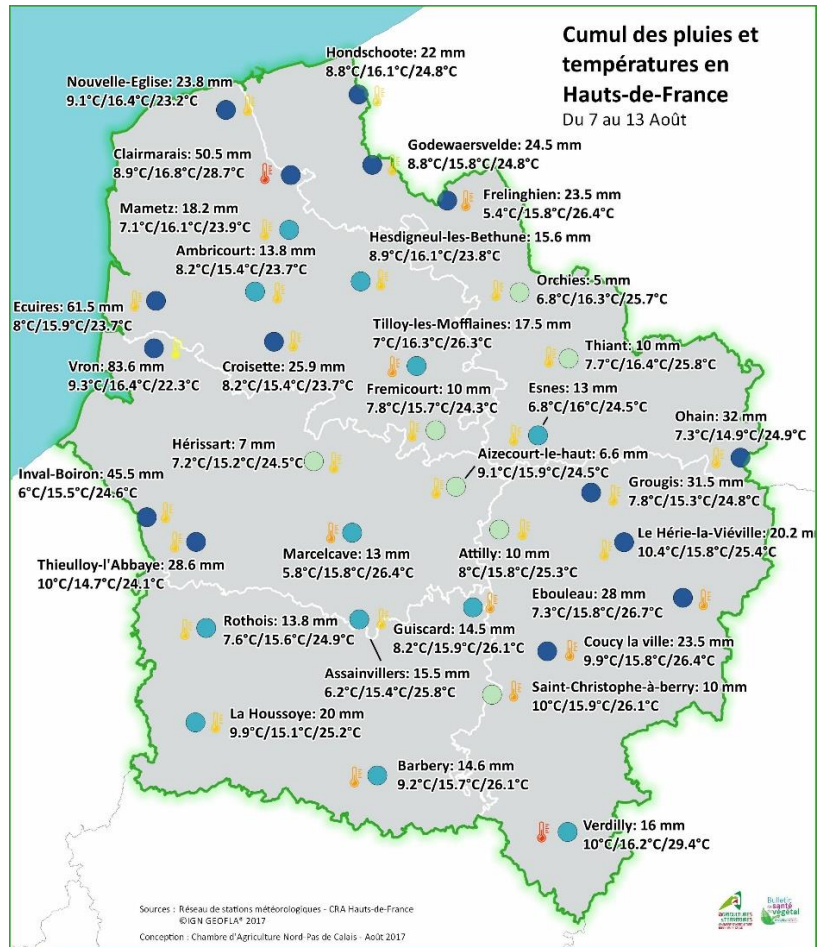 Cumul des pluies et
températures en
Hauts-de-France
Du 7 au 13 Août
Hondschoote: 22 mm
8.8°C/16.1°C/24.8°C
Nouvelle-Eglise: 23.8 mm
9.1°C/16.4°C/23.2°C
Godewaersvelde: 24.5 mm
8.8°C/15.8°C/24.8°C
Clairmarais: 50.5 mm
8.9°C/16.8°C/28.7°C
Frelinghien: 23.5 mm
5.4°C/15.8°C/26.4°C
Mametz: 18.2 mm
7.1°C/16.1°C/23.9°C
Hesdigneul-les-Bethune: 15.6 mm
8.9°C/16.1°C/23.8°C
Ambricourt: 13.8 mm
8.2°C/15.4°C/23.7°C
Orchies: 5 mm
6.8°C/16.3°C/25.7°C
Ecuires: 61.5 mm
8°C/15.9°C/23.7°C
Tilloy-les-Mofflaines: 17.5 mm
7°C/16.3°C/26.3°C
Thiant: 10 mm
7.7°C/16.4°C/25.8°C
Vron: 83.6 mm
9.3°C/16.4°C/22.3°C
Croisette: 25.9 mm
8.2°C/15.4°C/23.7°C
Fremicourt: 10 mm
7.8°C/15.7°C/24.3°C
Esnes: 13 mm
6.8°C/16°C/24.5°C
Ohain: 32 mm
7.3°C/14.9°C/24.9°C
Hérissart: 7 mm
7.2°C/15.2°C/24.5°C
Aizecourt-le-haut: 6.6 mm
9.1°C/15.9°C/24.5°C
Inval-Boiron: 45.5 mm
6°C/15.5°C/24.6°C
Grougis: 31.5 mm
7.8°C/15.3°C/24.8°C
Le Hérie-la-Viéville: 20.2 mm
10.4°C/15.8°C/25.4°C
Thieulloy-l'Abbaye: 28.6 mm
10°C/14.7°C/24.1°C
Marcelcave: 13 mm
5.8°C/15.8°C/26.4°C
Attilly: 10 mm
8°C/15.8°C/25.3°C
Ebouleau: 28 mm
7.3°C/15.8°C/26.7°C
Rothois: 13.8 mm
7.6°C/15.6°C/24.9°C
Guiscard: 14.5 mm
8.2°C/15.9°C/26.1°C
Coucy la ville: 23.5 mm
9.9°C/15.8°C/26.4°C
Assainvillers: 15.5 mm
6.2°C/15.4°C/25.8°C
Saint-Christophe-à-berry: 10 mm
10°C/15.9°C/26.1°C
La Houssoye: 20 mm
9.9°C/15.1°C/25.2°C
Barbery: 14.6 mm
9.2°C/15.7°C/26.1°C
Verdilly: 16 mm
10°C/16.2°C/29.4°C
Sources : Réseau de stations météorologiques - CRA Hauts-de-France
©IGN GEOFLA® 2017
Conception : Chambre d'Agriculture Nord-Pas de Calais - Août 2017
Bulletin
de santé
du végétal